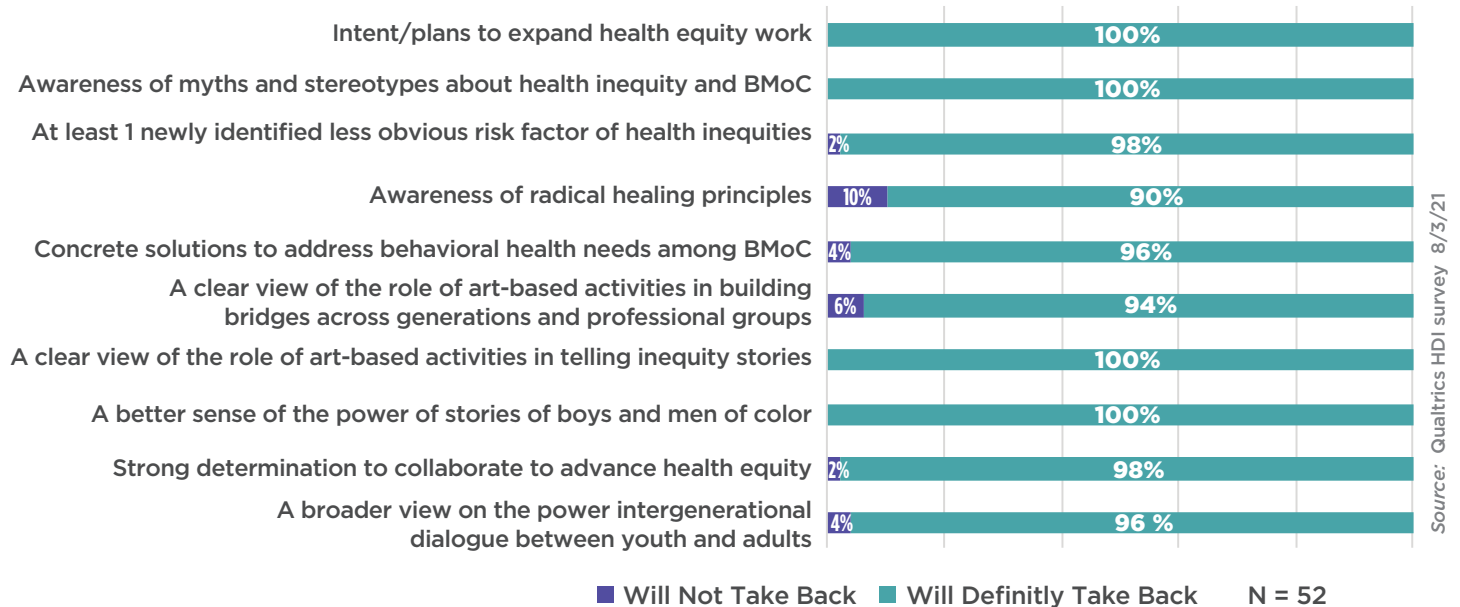 Intent/plans to expand health equity work
100%
Awareness of myths and stereotypes about health inequity and BMoC
100%
At least 1 newly identified less obvious risk factor of health inequities
2%
98%
Awareness of radical healing principles
10%
90%
Concrete solutions to address behavioral health needs among BMoC
4%
96%
A clear view of the role of art-based activities in building
bridges across generations and professional groups
6%
94%
A clear view of the role of art-based activities in telling inequity stories
100%
A better sense of the power of stories of boys and men of color
100%
Strong determination to collaborate to advance health equity
2%
98%
A broader view on the power intergenerational
dialogue between youth and adults
4%
96 %
Will Not Take Back
Will Definitly Take Back
N = 52
Source: Qualtrics HDI survey 8/3/21